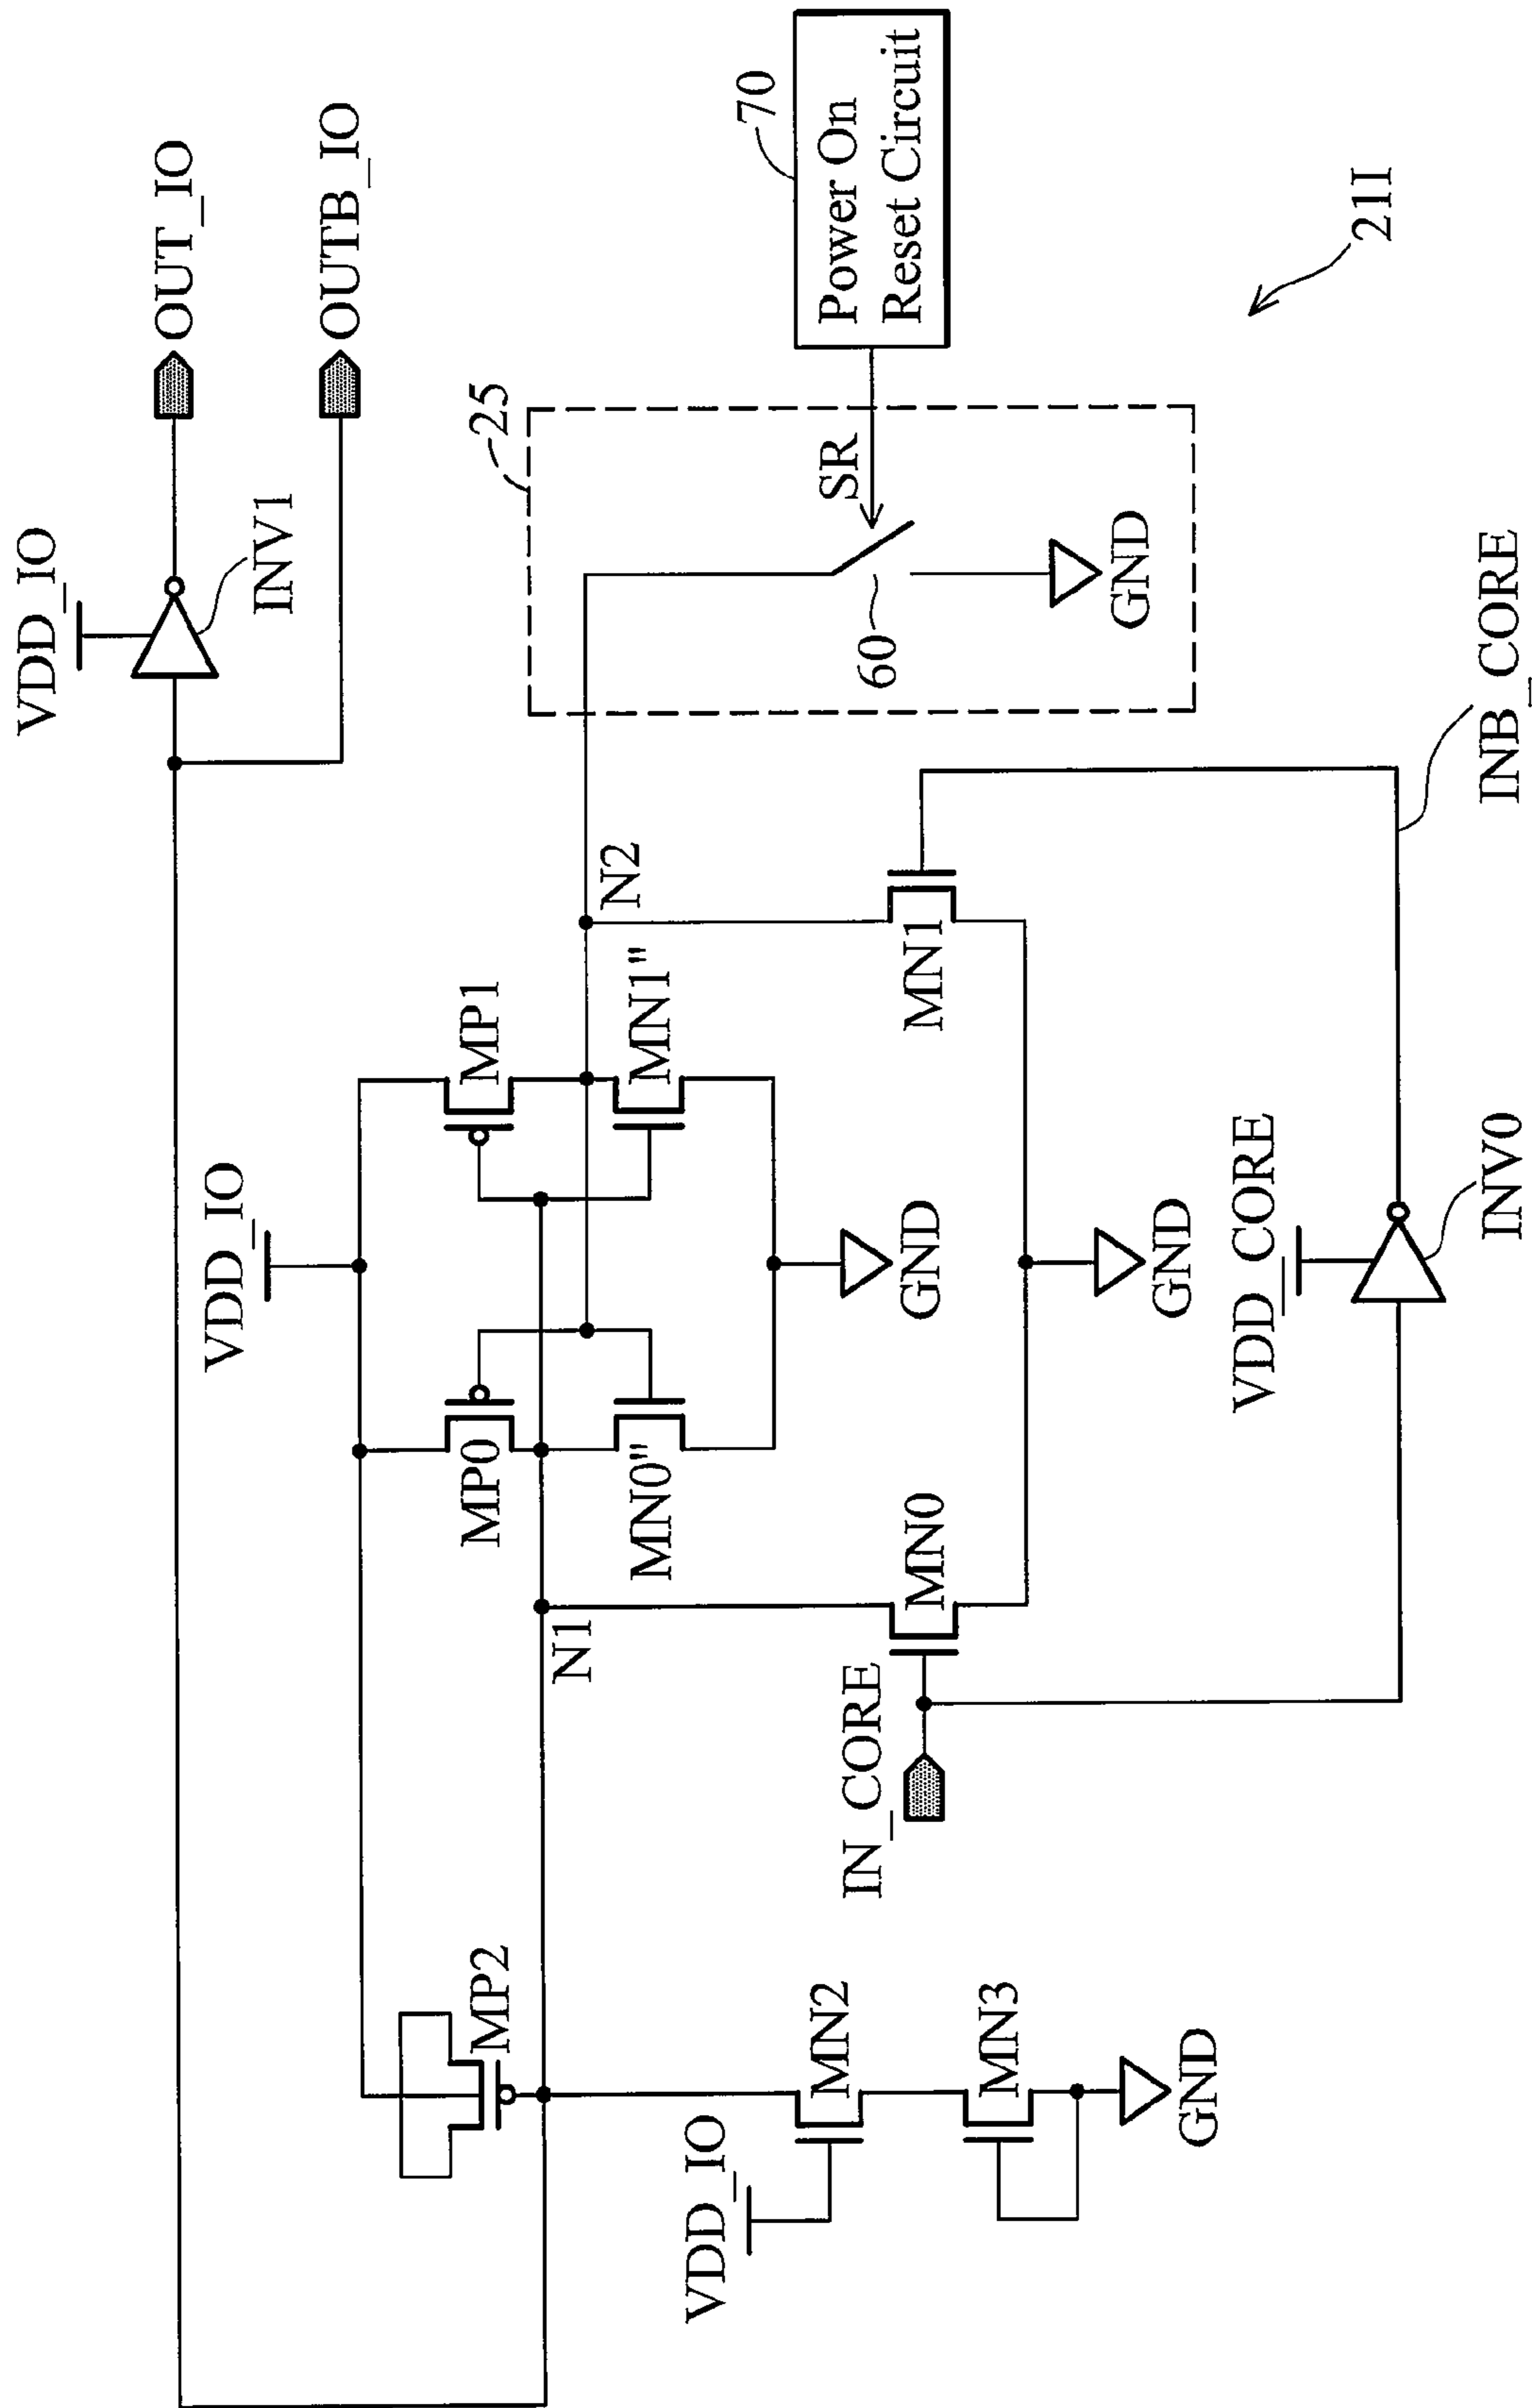 VDD_IO
OUT_IO
INV1
OUTB_IO
VDD_IO
25
70
MP2
MP0
MP1
N1
N2
MN0"
MN1"
SR
Power On
Reset Circuit
60
VDD_IO
MN2
IN_CORE
MN0
GND
MN1
MN3
GND
GND
GND
VDD_CORE
21I
INV0
INB_CORE